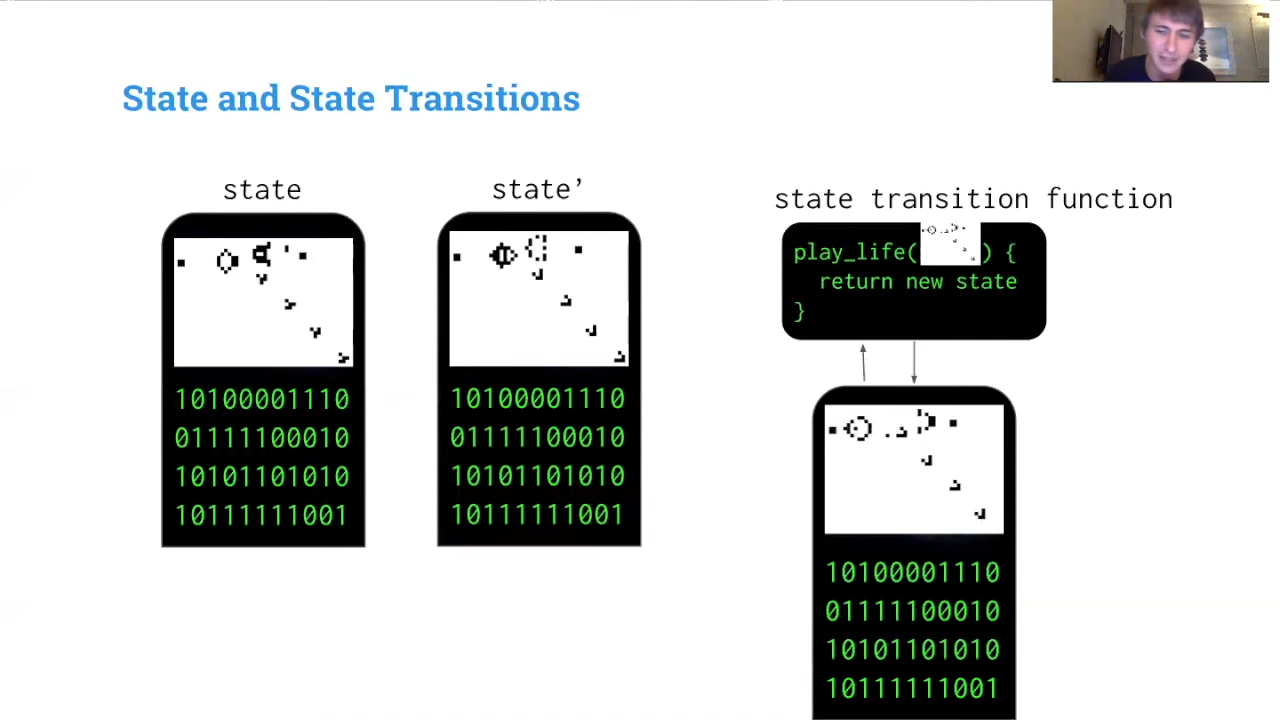 State and State Transitions
state
10100001110
01111100010
10101101010
10111111001
state’
10100001110
01111100010
10101101010
10111111001
state transition function
play_life( ) {
return new state
}
10100001110
01111100010
10101101010
10111111001